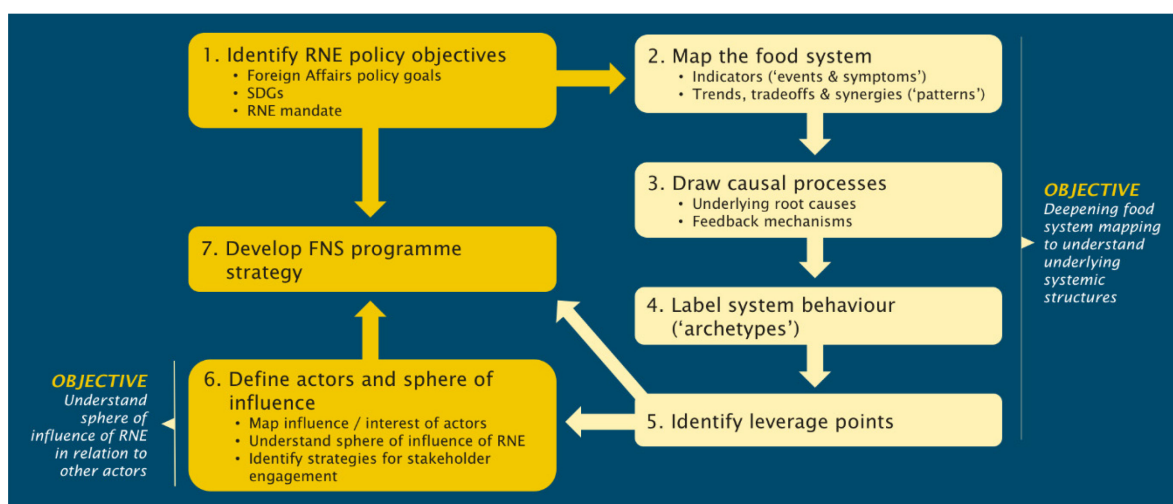 1. Identify RNE policy objectives
• Foreign Affairs policy goals
• SDGs
• RNE mandate
2. Map the food system
• Indicators (‘events & symptoms’)
• Trends, tradeoffs & synergies (‘patterns’)
3. Draw causal processes
• Underlying root causes
• Feedback mechanisms
4. Label system behaviour
(‘archetypes’)
5. Identify leverage points
OBJECTIVE
Deepening food
system mapping
to understand
underlying
systemic
structures
6. Define actors and sphere of
influence
• Map influence / interest of actors
• Understand sphere of influence of RNE
• Identify strategies for stakeholder
engagement
OBJECTIVE
Understand
sphere of
influence of RNE
in relation to
other actors
7. Develop FNS programme
strategy